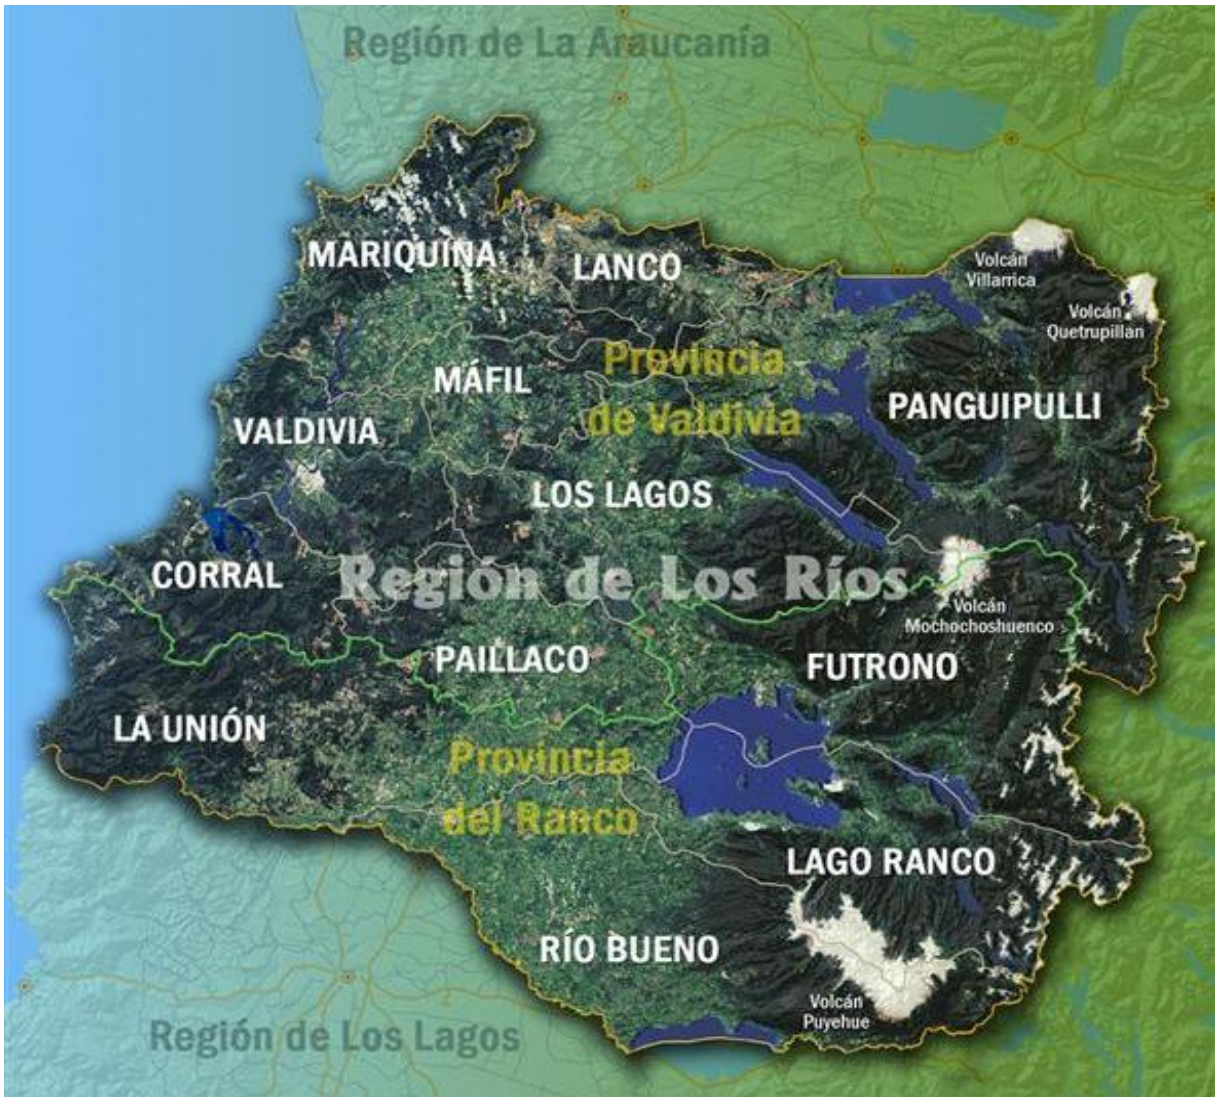 Región de La Araucanía
MARIQUINA
LANCO
Volcán
Villarrica
Volcán
Quetrupillan
Provincia
de Valdivia
MÁFIL
PANGUIPULLI
VALDIVIA
LOS LAGOS
CORRAL
Región de Los Ríos
Volcán
Mochochoshuenco
PAILLACO
FUTRONO
LA UNIÓN
Provincia
del Ranco
LAGO RANCO
RÍO BUENO
Volcán
Puyehue
Región de Los Lagos